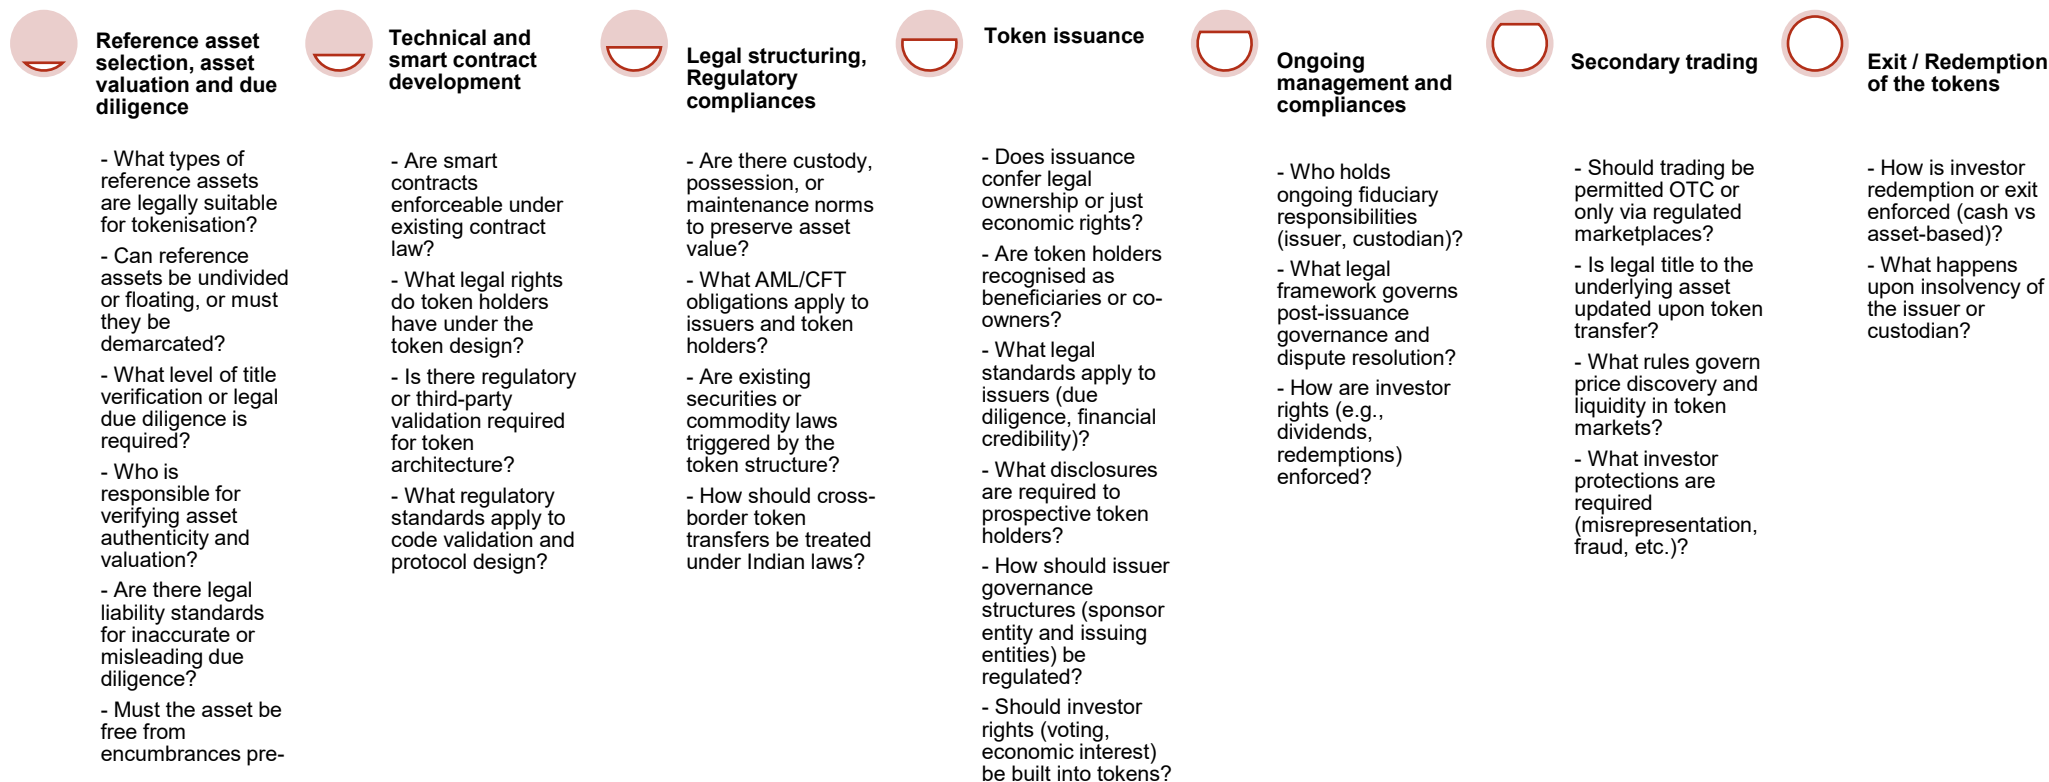 Reference asset
selection, asset
valuation and due
diligence
- What types of
reference assets
are legally suitable
for tokenisation?
- Can reference
assets be undivided
or floating, or must
they be
demarcated?
- What level of title
verification or legal
due diligence is
required?
- Who is
responsible for
verifying asset
authenticity and
valuation?
- Are there legal
liability standards
for inaccurate or
misleading due
diligence?
- Must the asset be
free from
encumbrances pre-
Technical and
smart contract
development
- Are smart
contracts
enforceable under
existing contract
law?
- What legal rights
do token holders
have under the
token design?
- Is there regulatory
or third-party
validation required
for token
architecture?
- What regulatory
standards apply to
code validation and
protocol design?
Legal structuring,
Regulatory
compliances
- Are there custody,
possession, or
maintenance norms
to preserve asset
value?
- What AML/CFT
obligations apply to
issuers and token
holders?
- Are existing
securities or
commodity laws
triggered by the
token structure?
- How should cross-
border token
transfers be treated
under Indian laws?
Token issuance
- Does issuance
confer legal
ownership or just
economic rights?
- Are token holders
recognised as
beneficiaries or co-
owners?
- What legal
standards apply to
issuers (due
diligence, financial
credibility)?
- What disclosures
are required to
prospective token
holders?
- How should issuer
governance
structures (sponsor
entity and issuing
entities) be
regulated?
- Should investor
rights (voting,
economic interest)
be built into tokens?
Ongoing
management and
compliances
- Who holds
ongoing fiduciary
responsibilities
(issuer, custodian)?
- What legal
framework governs
post-issuance
governance and
dispute resolution?
- How are investor
rights (e.g.,
dividends,
redemptions)
enforced?
Secondary trading
- Should trading be
permitted OTC or
only via regulated
marketplaces?
- Is legal title to the
underlying asset
updated upon token
transfer?
- What rules govern
price discovery and
liquidity in token
markets?
- What investor
protections are
required
(misrepresentation,
fraud, etc.)?
Exit / Redemption
of the tokens
- How is investor
redemption or exit
enforced (cash vs
asset-based)?
- What happens
upon insolvency of
the issuer or
custodian?